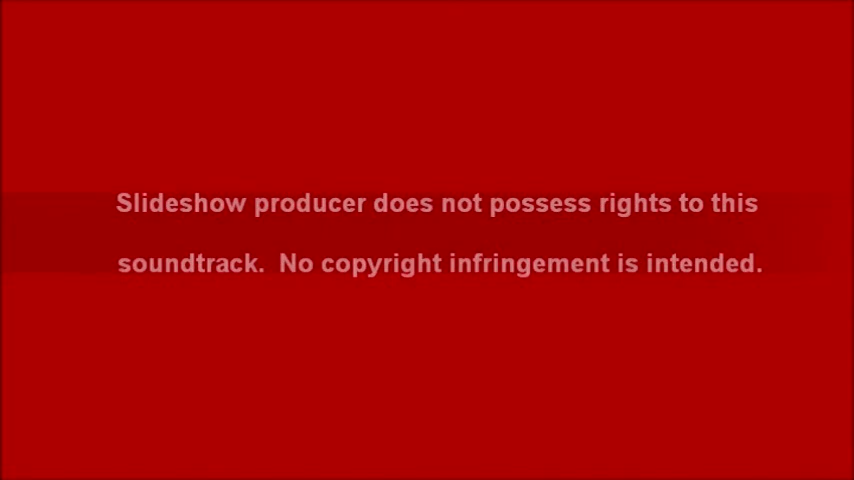 Slideshow producer does not possess rights to this
soundtrack.  No copyright infringement is intended.